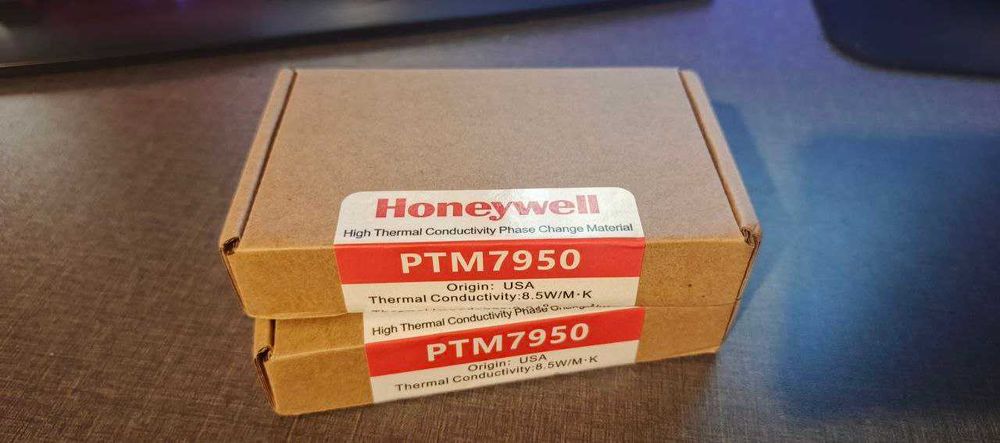 Honeywell
High Thermal Conductivity Phase Change Material
PTM7950
Origin: USA
Thermal Conductivity:8.5W/M·K
High Thermal Conductivity Phase
PTM7950
Origin: USA
Thermal Conductivity:8.5W/M·K